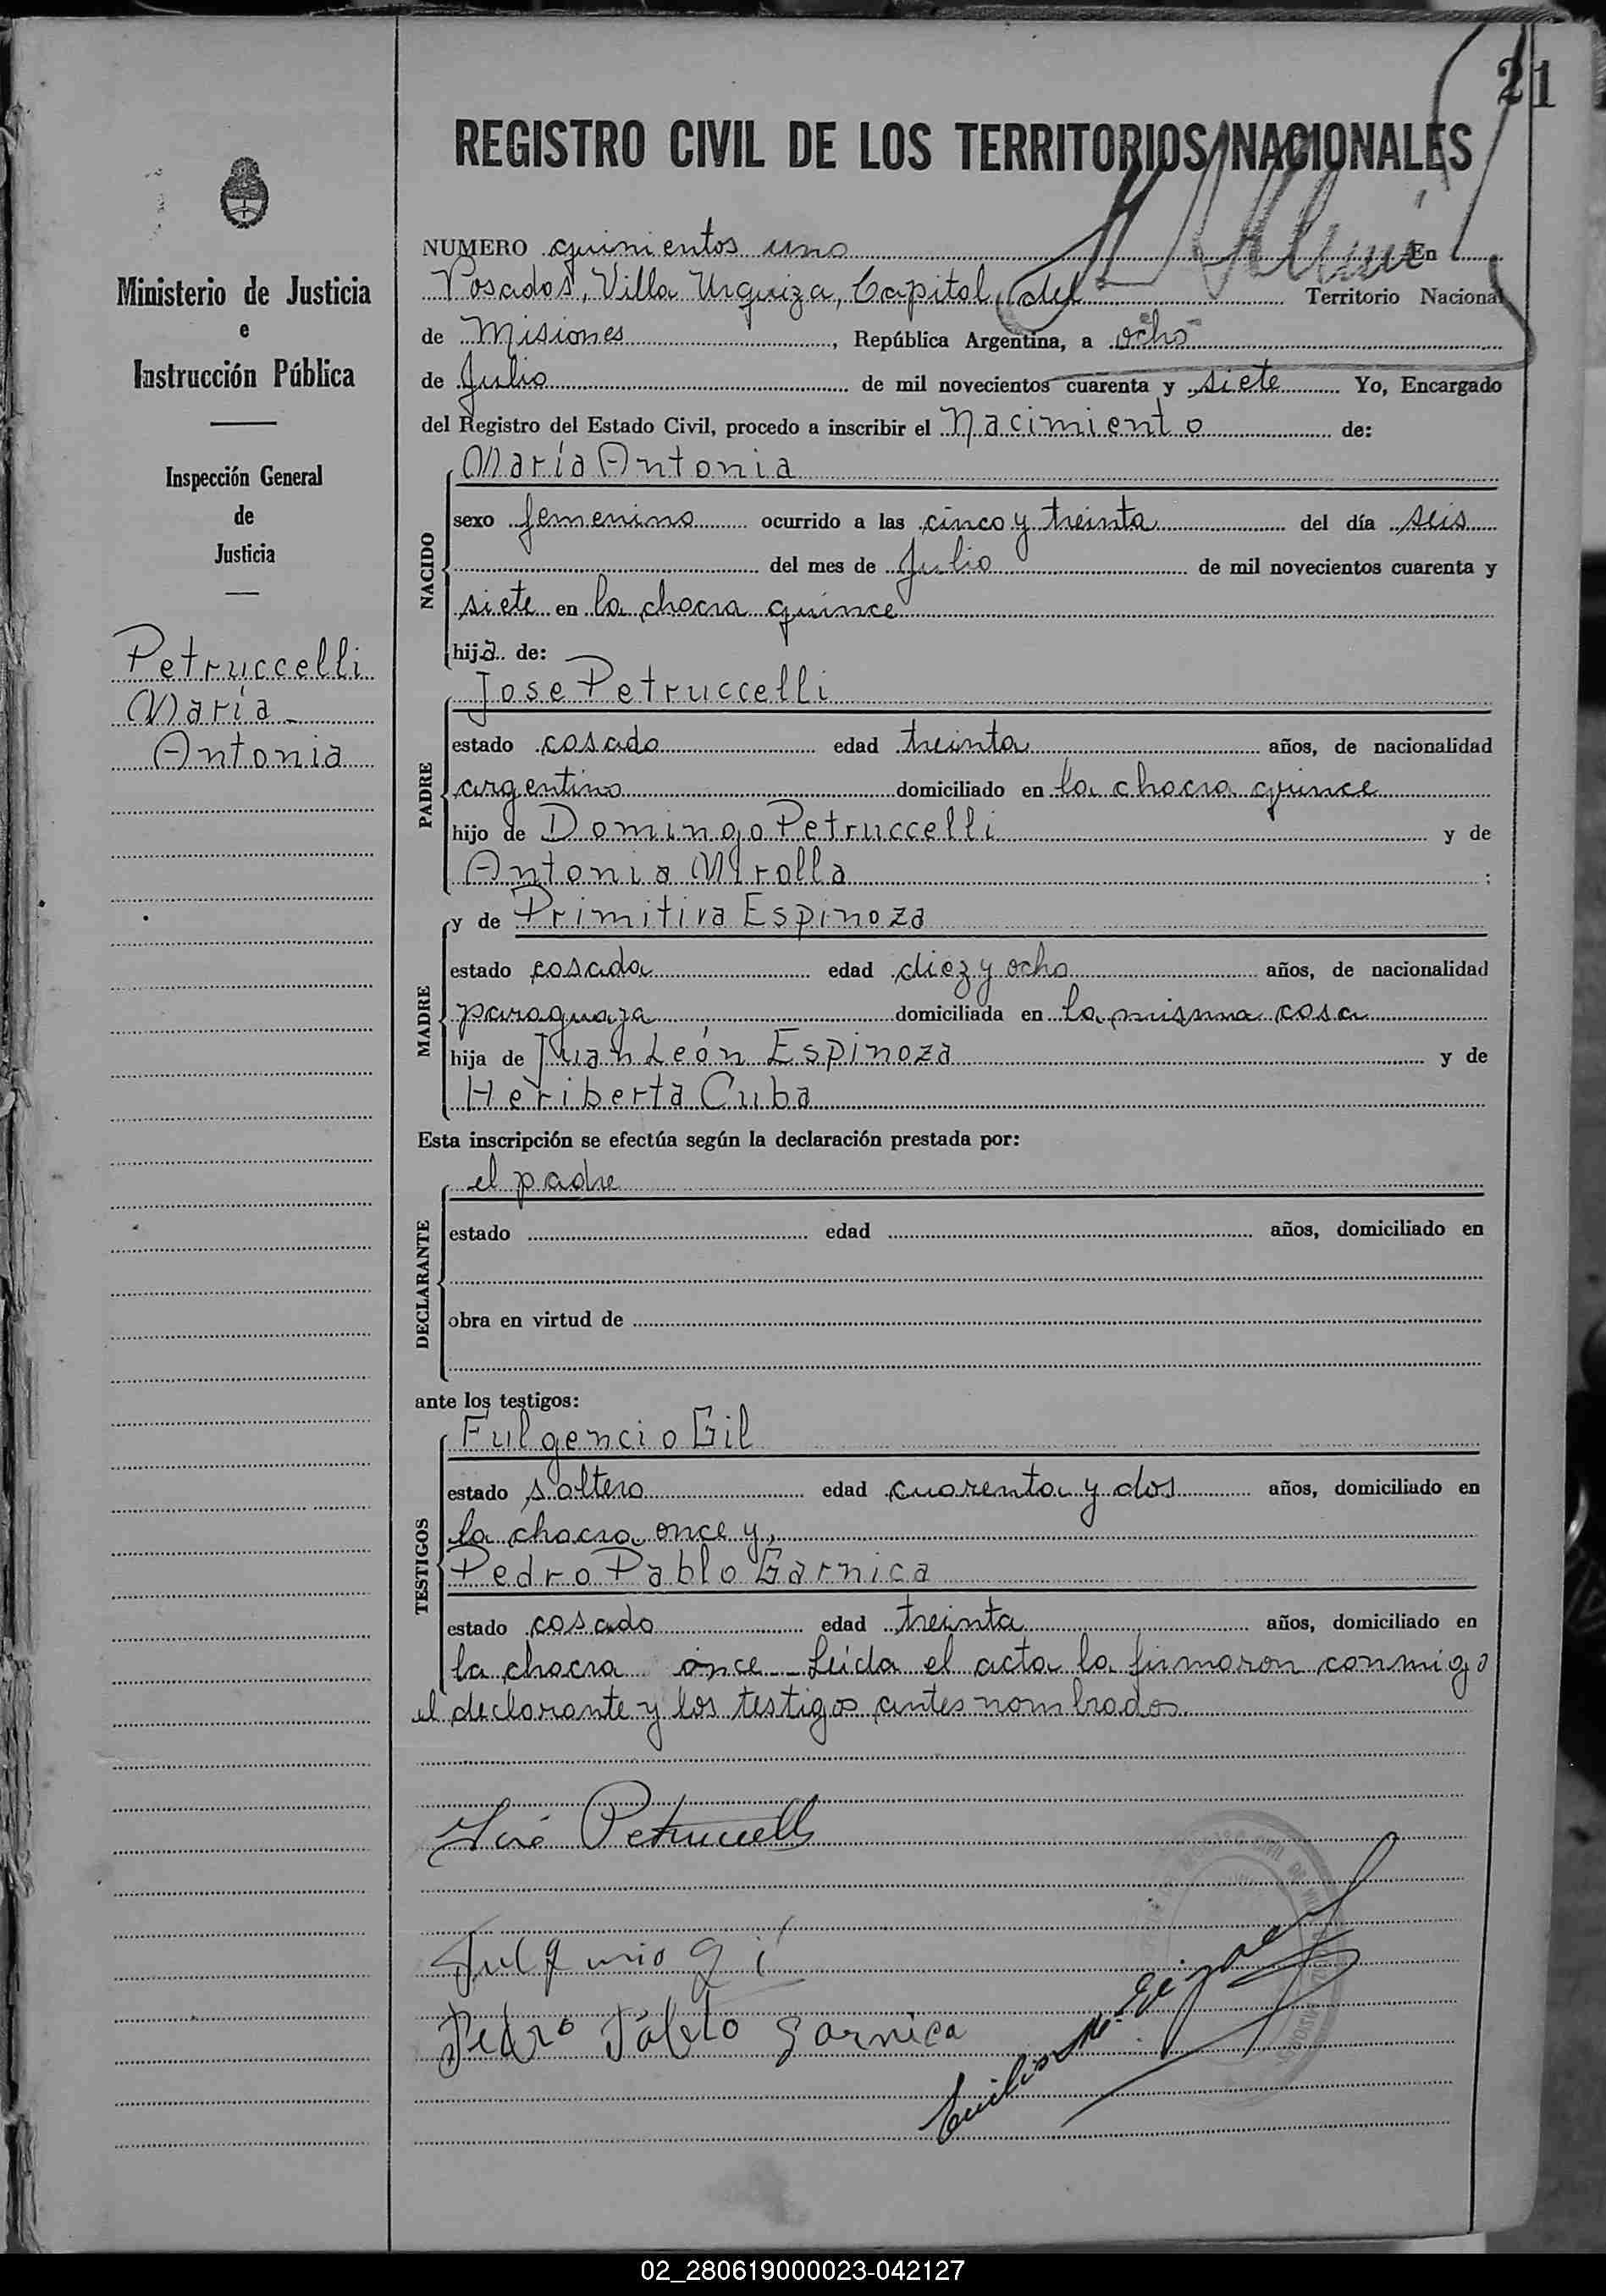 21
REGISTRO CIVIL DE LOS TERRITORIOS NACIONALES
Ministerio de Justicia
e
Instrucción Pública
Inspección General
de
Justicia
Petruccelli
María
Antonia
NUMERO quinientos uno En
Posadas, Villa Urquiza, Capital del Territorio Nacional
de Misiones, República Argentina, a ocho
de Julio de mil novecientos cuarenta y siete Yo, Encargado
del Registro del Estado Civil, procedo a inscribir el Nacimiento de:
NACIDO
María Antonia
sexo femenino ocurrido a las cinco y treinta del día seis
del mes de Julio de mil novecientos cuarenta y
siete en la chacra quince
hija de:
PADRE
Jose Petruccelli
estado casado edad treinta años, de nacionalidad
argentino domiciliado en la chacra quince
hijo de Domingo Petruccelli y de
Antonia Mirolla ;
MADRE
y de Primitiva Espinoza
estado casada edad diez y ocho años, de nacionalidad
paraguaya domiciliada en la misma casa
hija de Juan León Espinoza y de
Heriberta Cuba
Esta inscripción se efectúa según la declaración prestada por:
DECLARANTE
el padre
estado edad años, domiciliado en
obra en virtud de
ante los testigos:
TESTIGOS
Fulgencio Gil
estado soltero edad cuarenta y dos años, domiciliado en
la chacra once y,
Pedro Pablo Garnica
estado casado edad treinta años, domiciliado en
la chacra once. Leida el acta la firmaron conmigo
el declarante y los testigos antes nombrados.
José Petruccelli
Fulgencio Gil
Pedro Pablo Garnica
02_280619000023-042127